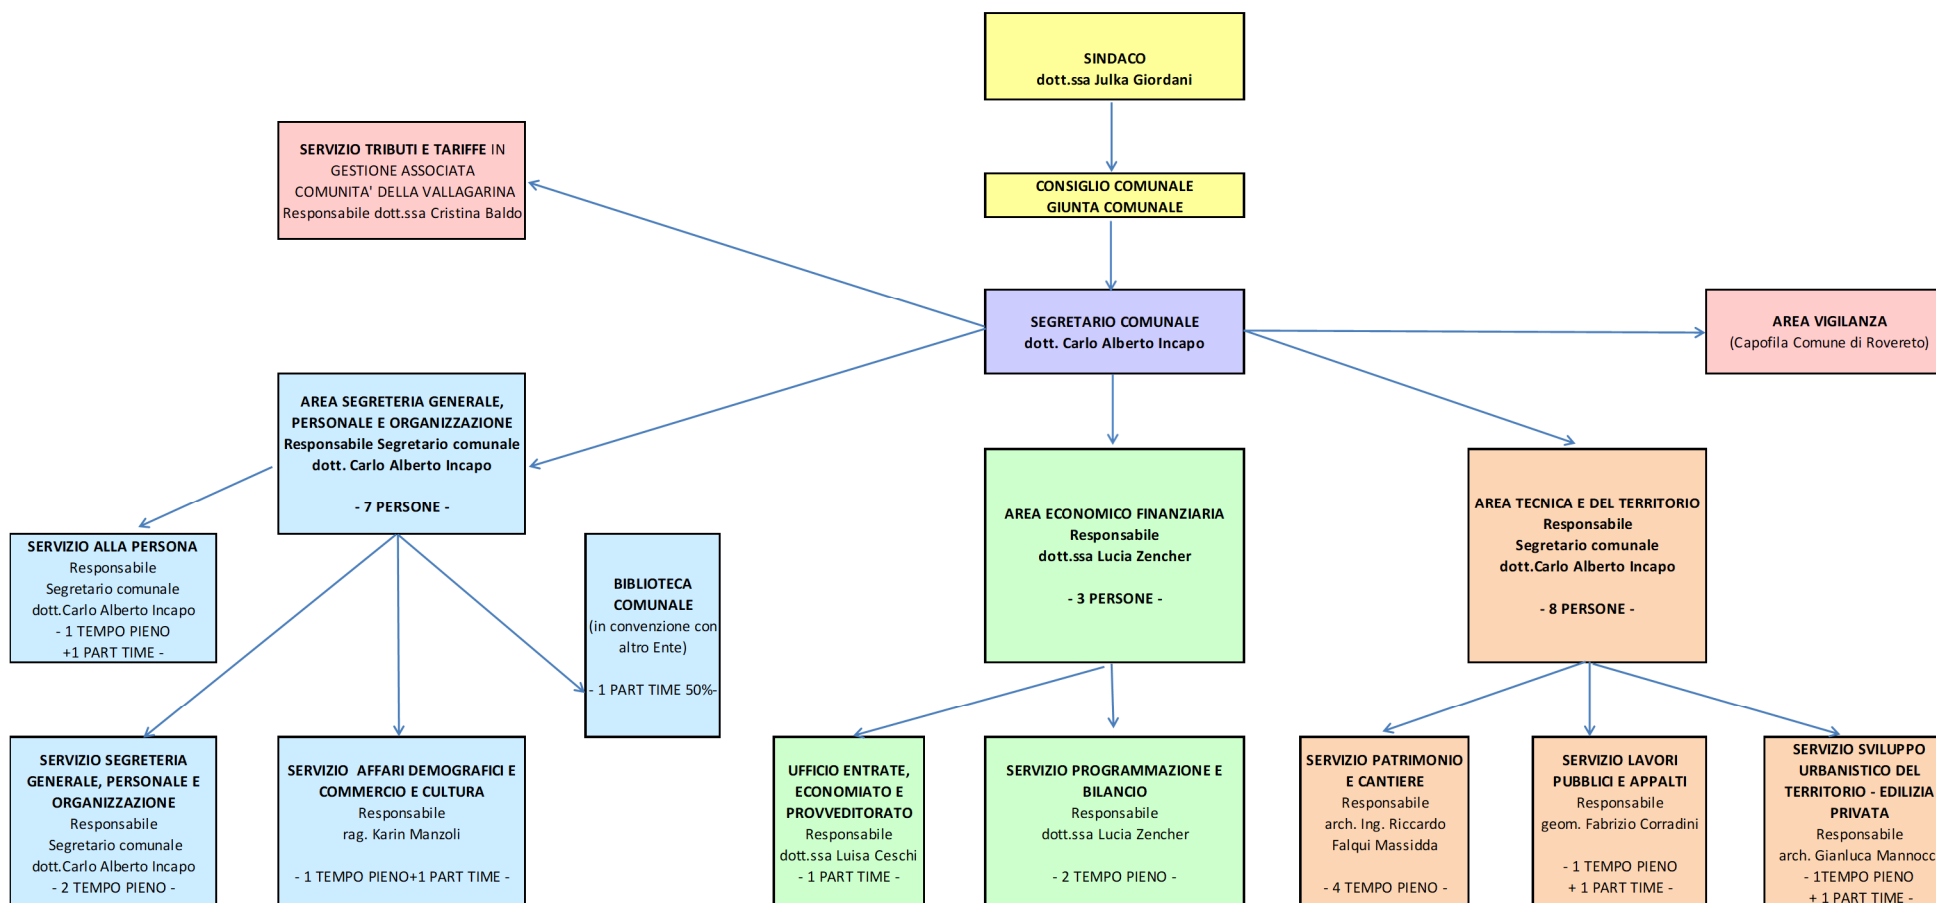 SINDACO
dott.ssa Julka Giordani
SERVIZIO TRIBUTI E TARIFFE IN
GESTIONE ASSOCIATA
COMUNITA' DELLA VALLAGARINA
Responsabile dott.ssa Cristina Baldo
CONSIGLIO COMUNALE
GIUNTA COMUNALE
SEGRETARIO COMUNALE
dott. Carlo Alberto Incapo
AREA VIGILANZA
(Capofila Comune di Rovereto)
AREA SEGRETERIA GENERALE,
PERSONALE E ORGANIZZAZIONE
Responsabile Segretario comunale
dott. Carlo Alberto Incapo
- 7 PERSONE -
AREA ECONOMICO FINANZIARIA
Responsabile
dott.ssa Lucia Zencher
- 3 PERSONE -
AREA TECNICA E DEL TERRITORIO
Responsabile
Segretario comunale
dott.Carlo Alberto Incapo
- 8 PERSONE -
SERVIZIO ALLA PERSONA
Responsabile
Segretario comunale
dott.Carlo Alberto Incapo
- 1 TEMPO PIENO
+1 PART TIME -
BIBLIOTECA
COMUNALE
(in convenzione con
altro Ente)
- 1 PART TIME 50%-
SERVIZIO SEGRETERIA
GENERALE, PERSONALE E
ORGANIZZAZIONE
Responsabile
Segretario comunale
dott.Carlo Alberto Incapo
- 2 TEMPO PIENO -
SERVIZIO AFFARI DEMOGRAFICI E
COMMERCIO E CULTURA
Responsabile
rag. Karin Manzoli
- 1 TEMPO PIENO+1 PART TIME -
UFFICIO ENTRATE,
ECONOMIATO E
PROVVEDITORATO
Responsabile
dott.ssa Luisa Ceschi
- 1 PART TIME -
SERVIZIO PROGRAMMAZIONE E
BILANCIO
Responsabile
dott.ssa Lucia Zencher
- 2 TEMPO PIENO -
SERVIZIO PATRIMONIO
E CANTIERE
Responsabile
arch. Ing. Riccardo
Falqui Massidda
- 4 TEMPO PIENO -
SERVIZIO LAVORI
PUBBLICI E APPALTI
Responsabile
geom. Fabrizio Corradini
- 1 TEMPO PIENO
+ 1 PART TIME -
SERVIZIO SVILUPPO
URBANISTICO DEL
TERRITORIO - EDILIZIA
PRIVATA
Responsabile
arch. Gianluca Mannocc
- 1TEMPO PIENO
+ 1 PART TIME -